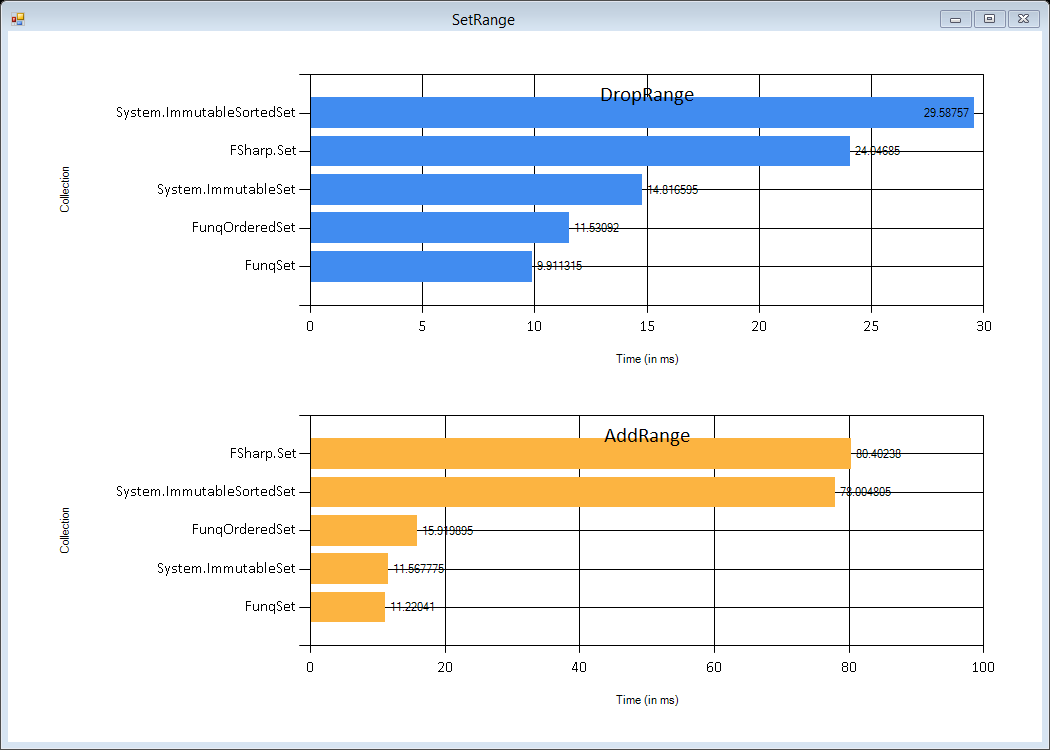 SetRange
DropRange
System.ImmutableSortedSet
29.58757
FSharp.Set
24.04685
System.ImmutableSet
14.816595
FunqOrderedSet
11.53092
FunqSet
9.911315
Collection
0 5 10 15 20 25 30
Time (in ms)
AddRange
FSharp.Set
80.40238
System.ImmutableSortedSet
78.004805
FunqOrderedSet
15.919895
System.ImmutableSet
11.567775
FunqSet
11.22041
Collection
0 20 40 60 80 100
Time (in ms)